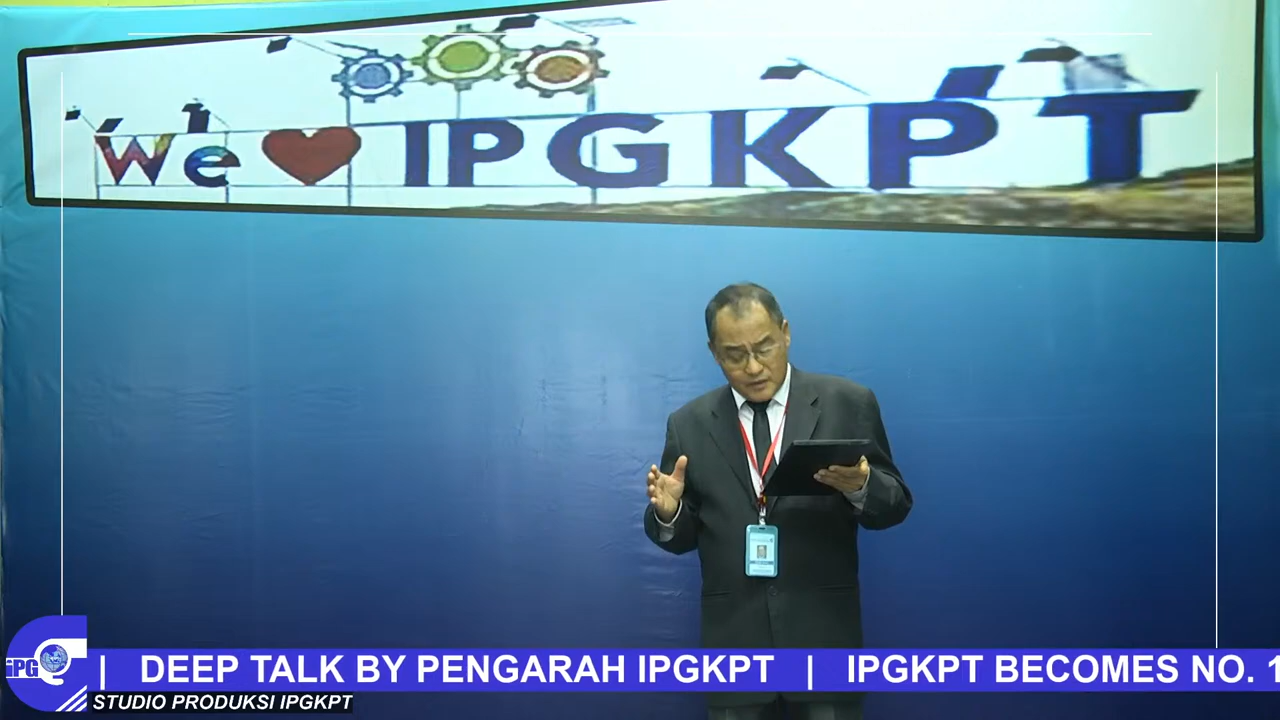 We IPGKPT
| DEEP TALK BY PENGARAH IPGKPT | IPGKPT BECOMES NO. 1
iPG
STUDIO PRODUKSI IPGKPT